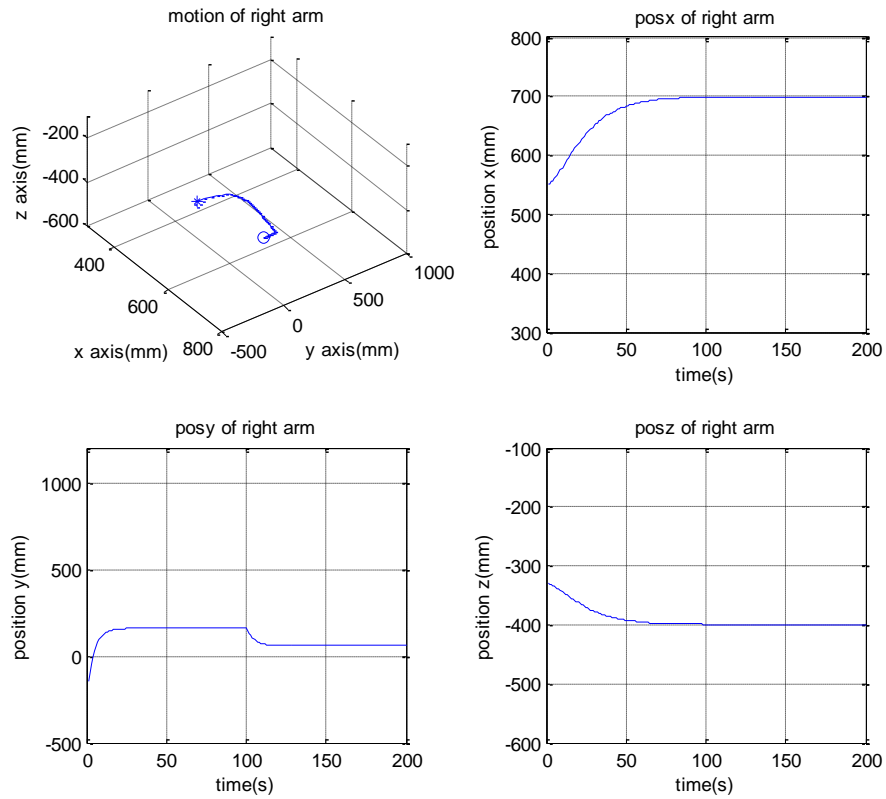 motion of right arm
-200
-400
-600
z axis(mm)
400
600
800
x axis(mm)
-500
0
500
1000
y axis(mm)
posx of right arm
800
700
600
500
400
300
position x(mm)
0 50 100 150 200
time(s)
posy of right arm
1000
500
0
-500
position y(mm)
0 50 100 150 200
time(s)
posz of right arm
-100
-200
-300
-400
-500
-600
position z(mm)
0 50 100 150 200
time(s)